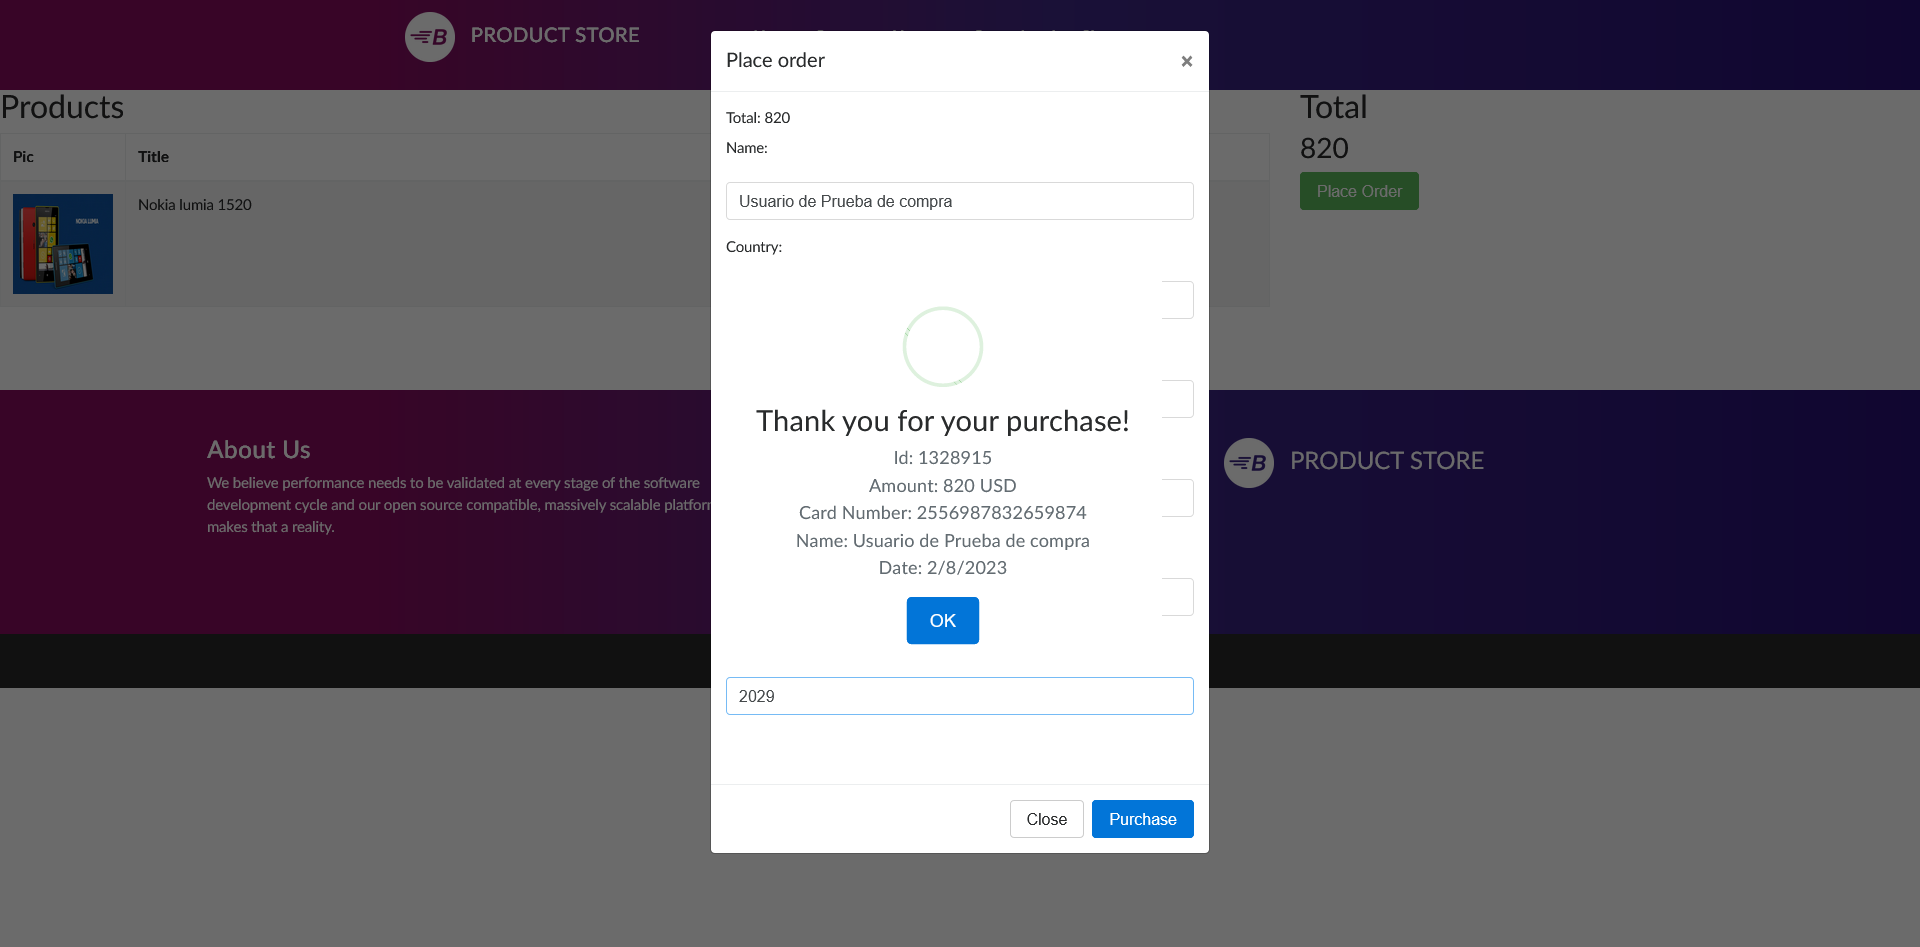 PRODUCT STORE
Place order
×
Products
Total
Total: 820
820
Name:
Pic
Title
Place Order
Nokia lumia 1520
NOKIA LUMIA
Usuario de Prueba de compra
Country:
Thank you for your purchase!
Id: 1328915
Amount: 820 USD
Card Number: 2556987832659874
Name: Usuario de Prueba de compra
Date: 2/8/2023
OK
2029
Close
Purchase
About Us
We believe performance needs to be validated at every stage of the software
development cycle and our open source compatible, massively scalable platfor
makes that a reality.
PRODUCT STORE